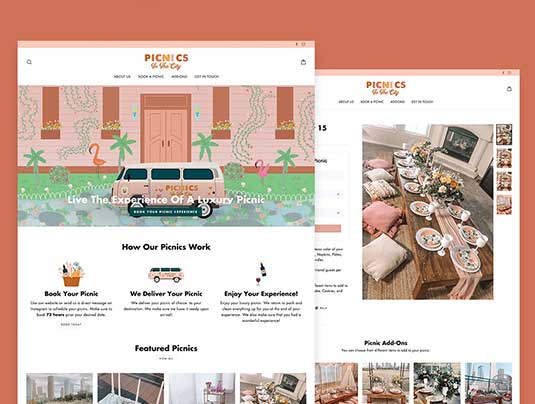 PICNICS
In The City
ABOUT US BOOK A PICNIC ADD-ONS GET IN TOUCH
PICNICS
Live The Experience Of A Luxury Picnic
BOOK YOUR PICNIC EXPERIENCE
How Our Picnics Work
Book Your Picnic
Use our website or send us a direct message on
Instagram to schedule your picnic. Make sure to
book 72 hours prior your desired date.
BOOK TODAY
We Deliver Your Picnic
We deliver your picnic of choice to your
destination. We make sure we have it ready upon
arrival!
Enjoy Your Experience!
Enjoy your luxury picnic. We return to pack and
clean everything up for you at the end of your
experience. We also make sure that you had a
wonderful experience!
Featured Picnics
VIEW ALL
PICNICS
In The City
ABOUT US BOOK A PICNIC ADD-ONS GET IN TOUCH
15
Picnic
Picnic Add-Ons
You can choose from different items to add to your picnic.